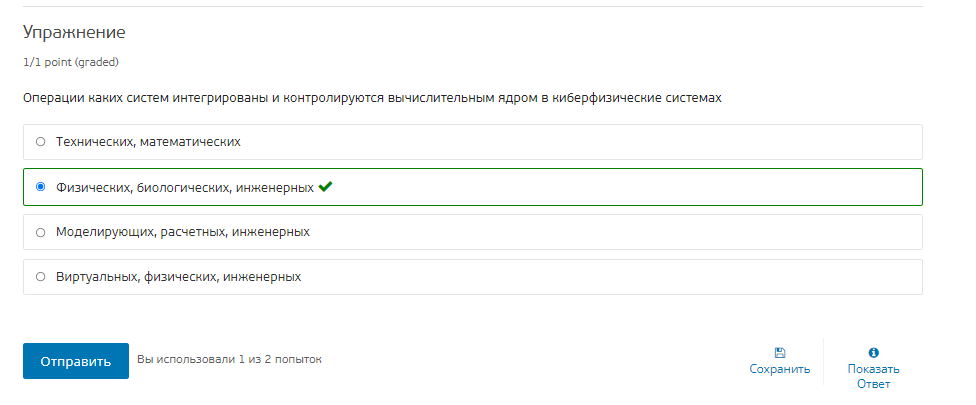 Упражнение
1/1 point (graded)
Операции каких систем интегрированы и контролируются вычислительным ядром в киберфизические системах
Технических, математических
Физических, биологических, инженерных
Моделирующих, расчетных, инженерных
Виртуальных, физических, инженерных
Отправить
Вы использовали 1 из 2 попыток
Сохранить
Показать
Ответ